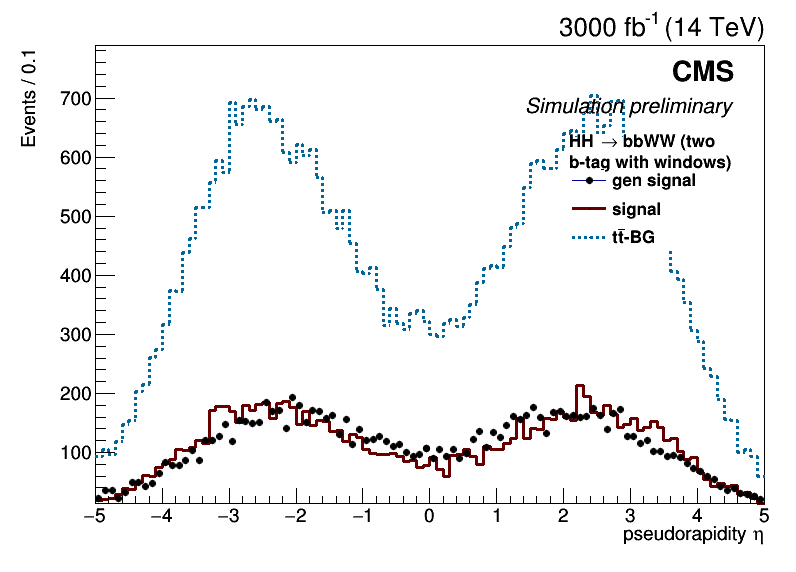 3000 fb⁻¹ (14 TeV)
Events / 0.1
CMS
Simulation preliminary
HH → bbWW (two
b-tag with windows)
gen signal
signal
tt̄-BG
700
600
500
400
300
200
100
−5 −4 −3 −2 −1 0 1 2 3 4 5
pseudorapidity η